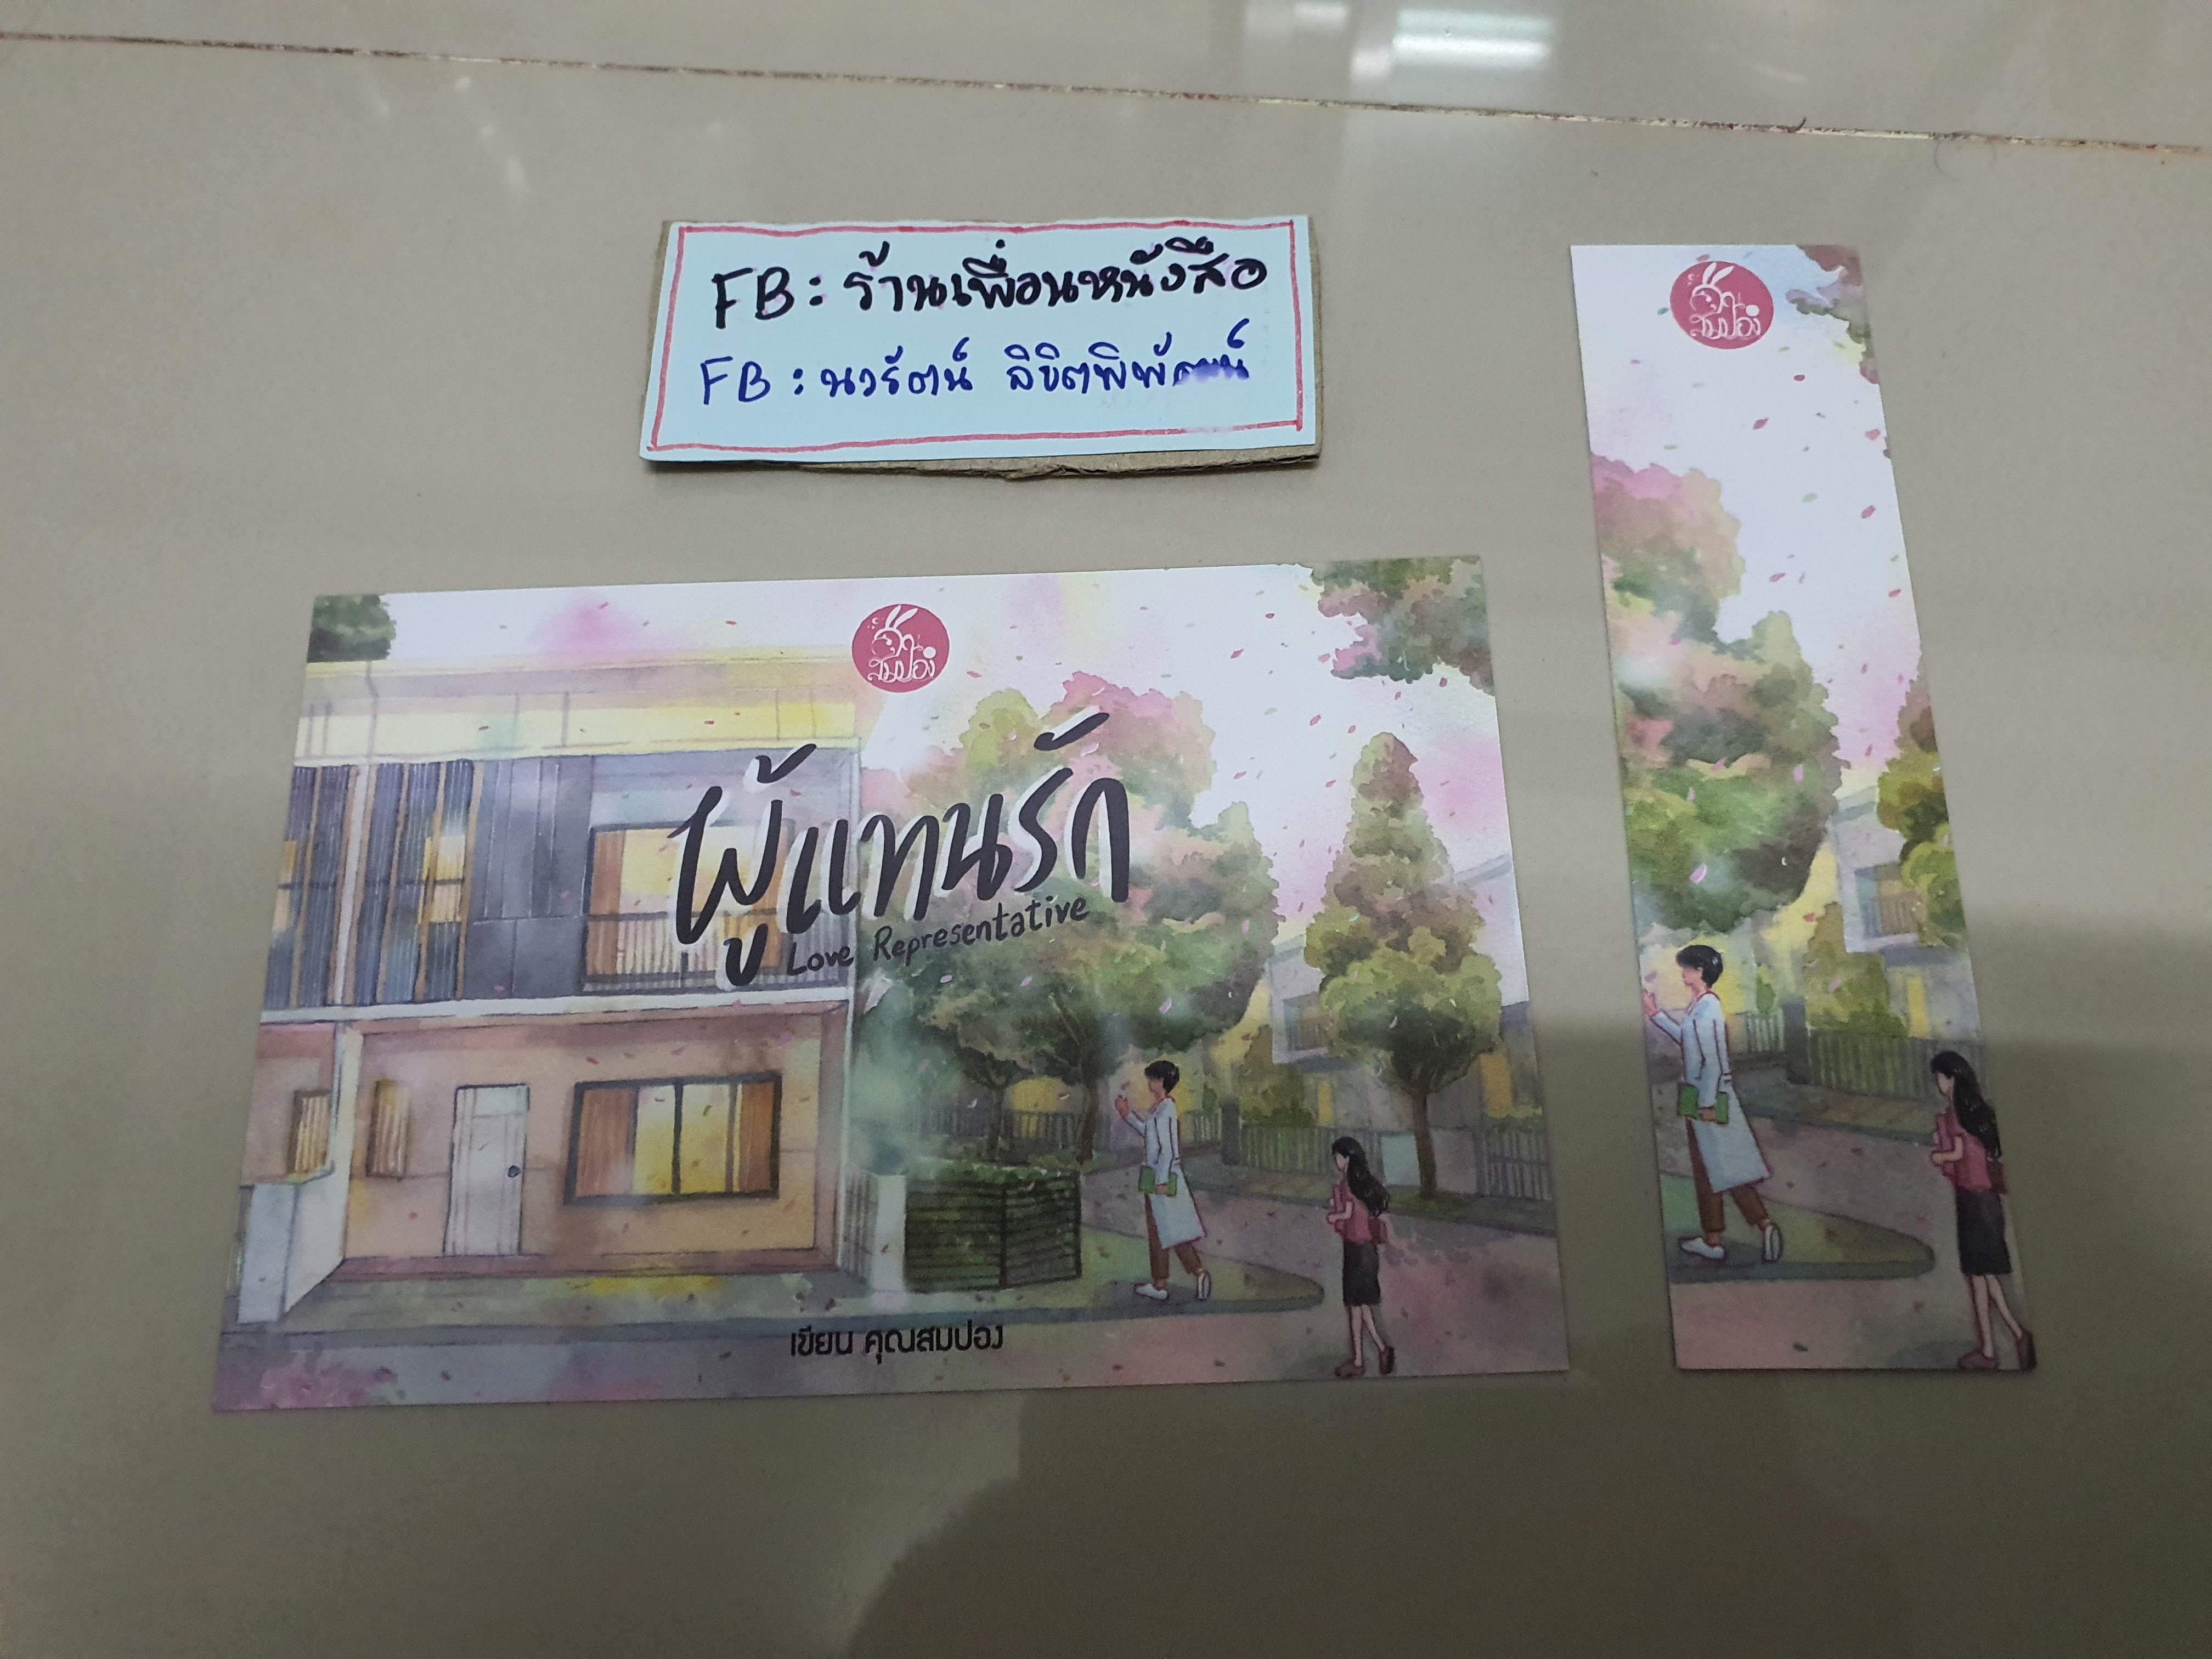 FB: ร้านเพื่อนหนังสือ
FB: นวรัตน์ ลิขิตพิพัฒน์
สมปอง
ผู้แทนรัก
Love Representative
เขียน คุณสมปอง
สมปอง